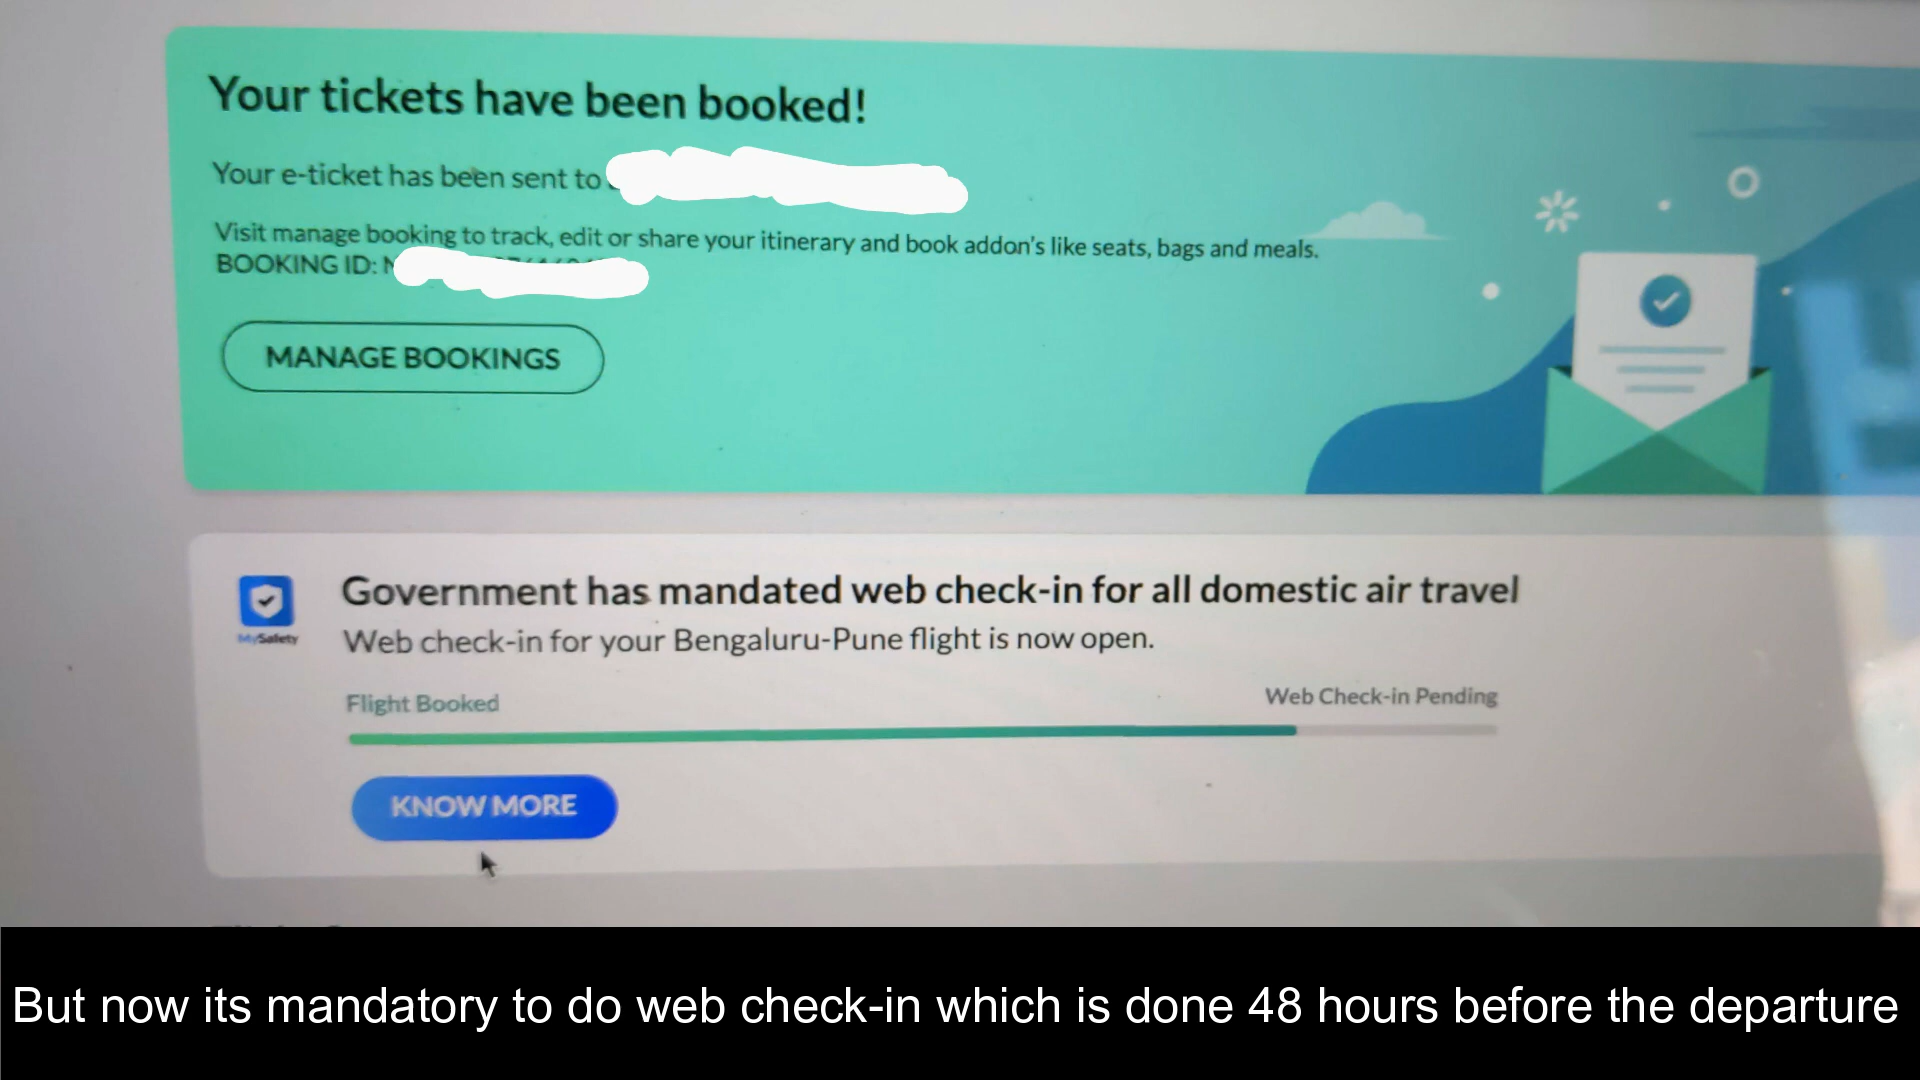 Your tickets have been booked!
Your e-ticket has been sent to
Visit manage booking to track, edit or share your itinerary and book addon's like seats, bags and meals.
BOOKING ID: N
MANAGE BOOKINGS
Government has mandated web check-in for all domestic air travel
MySafety
Web check-in for your Bengaluru-Pune flight is now open.
Flight Booked
Web Check-in Pending
KNOW MORE
But now its mandatory to do web check-in which is done 48 hours before the departure